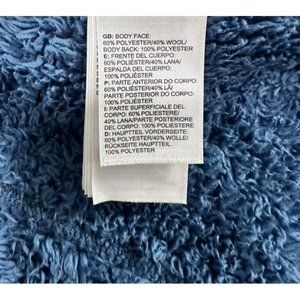 GB: BODY FACE:
60% POLYESTER/40% WOOL/
BODY BACK: 100% POLYESTER
E: FRENTE DEL CUERPO:
60% POLIÉSTER/40% LANA/
ESPALDA DEL CUERPO:
100% POLIÉSTER
P: PARTE ANTERIOR DO CORPO
60% POLIÉSTER/40% LÃ/
PARTE POSTERIOR DO CORPO:
100% POLIÉSTER
I: PARTE SUPERFICIALE DEL
CORPO: 60% POLIESTERE/
40% LANA/PARTE POSTERIORE
DEL CORPO: 100% POLIESTERE
D: HAUPTTEIL VORDERSEITE:
60% POLYESTER/40% WOLLE/
RÜCKSEITE HAUPTTEIL:
100% POLYESTER